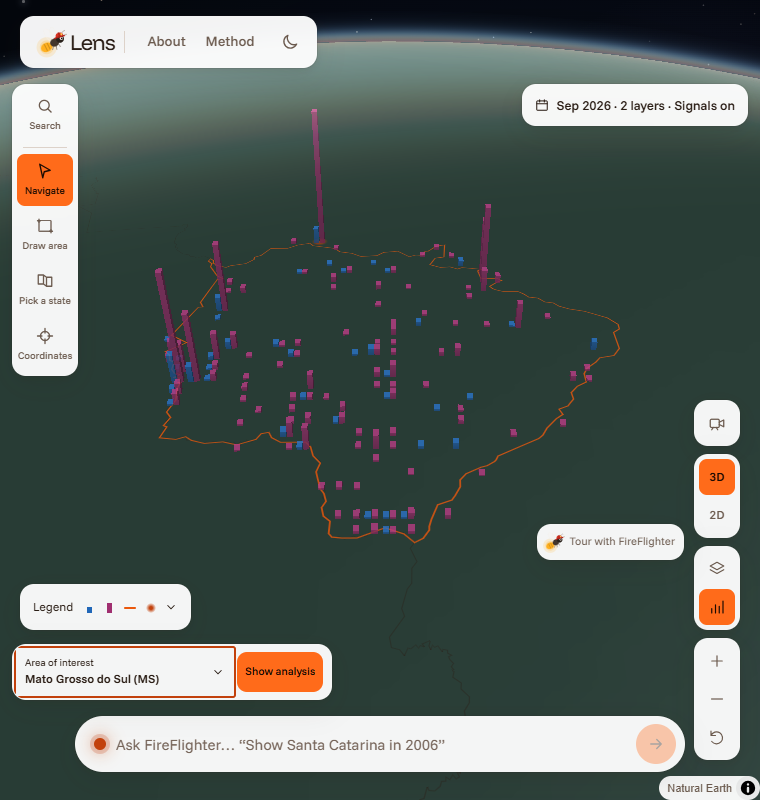 Lens
About
Method
Search
Sep 2026 · 2 layers · Signals on
Navigate
Draw area
Pick a state
Coordinates
3D
2D
Tour with FireFlighter
Legend
Area of interest
Mato Grosso do Sul (MS)
Show analysis
Ask FireFlighter... “Show Santa Catarina in 2006”
Natural Earth